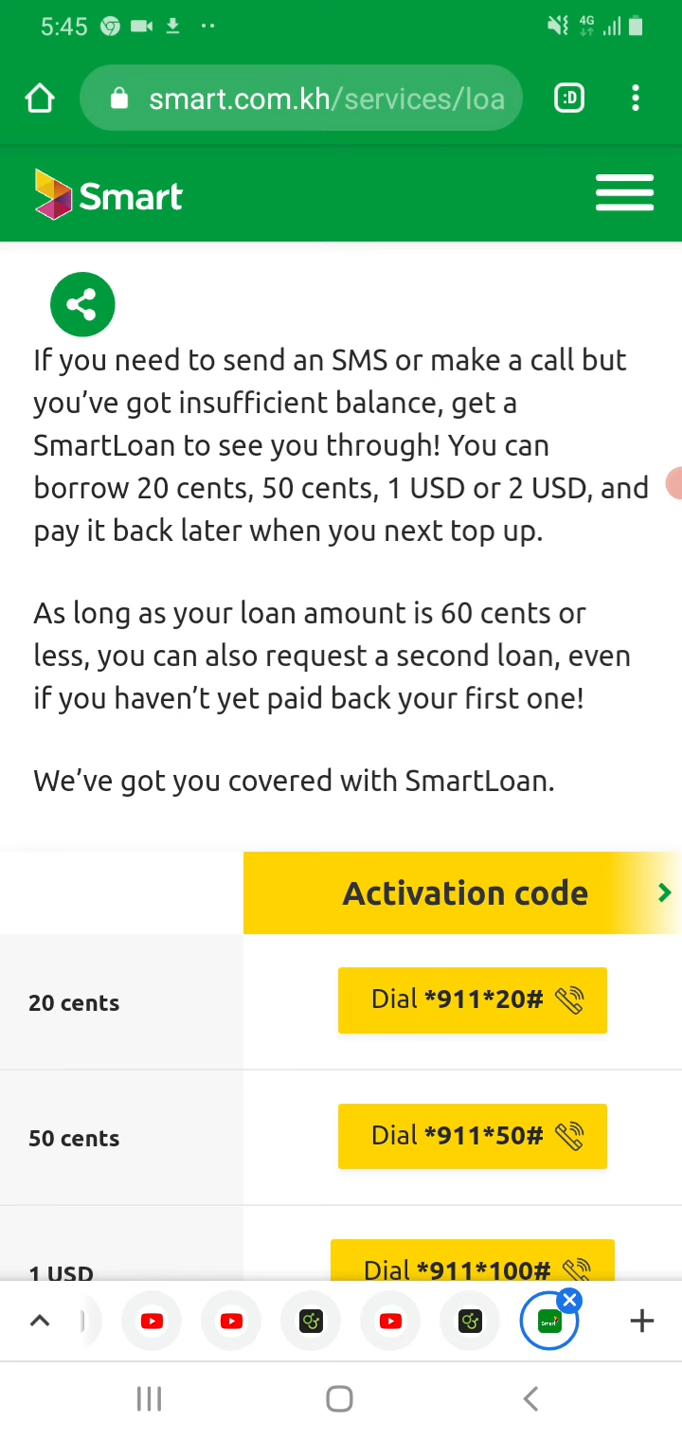 5:45
4G
smart.com.kh/services/loa
:D
Smart
If you need to send an SMS or make a call but
you’ve got insufficient balance, get a
SmartLoan to see you through! You can
borrow 20 cents, 50 cents, 1 USD or 2 USD, and
pay it back later when you next top up.
As long as your loan amount is 60 cents or
less, you can also request a second loan, even
if you haven’t yet paid back your first one!
We’ve got you covered with SmartLoan.
Activation code
20 cents
Dial *911*20#
50 cents
Dial *911*50#
1 USD
Dial *911*100#
Smart